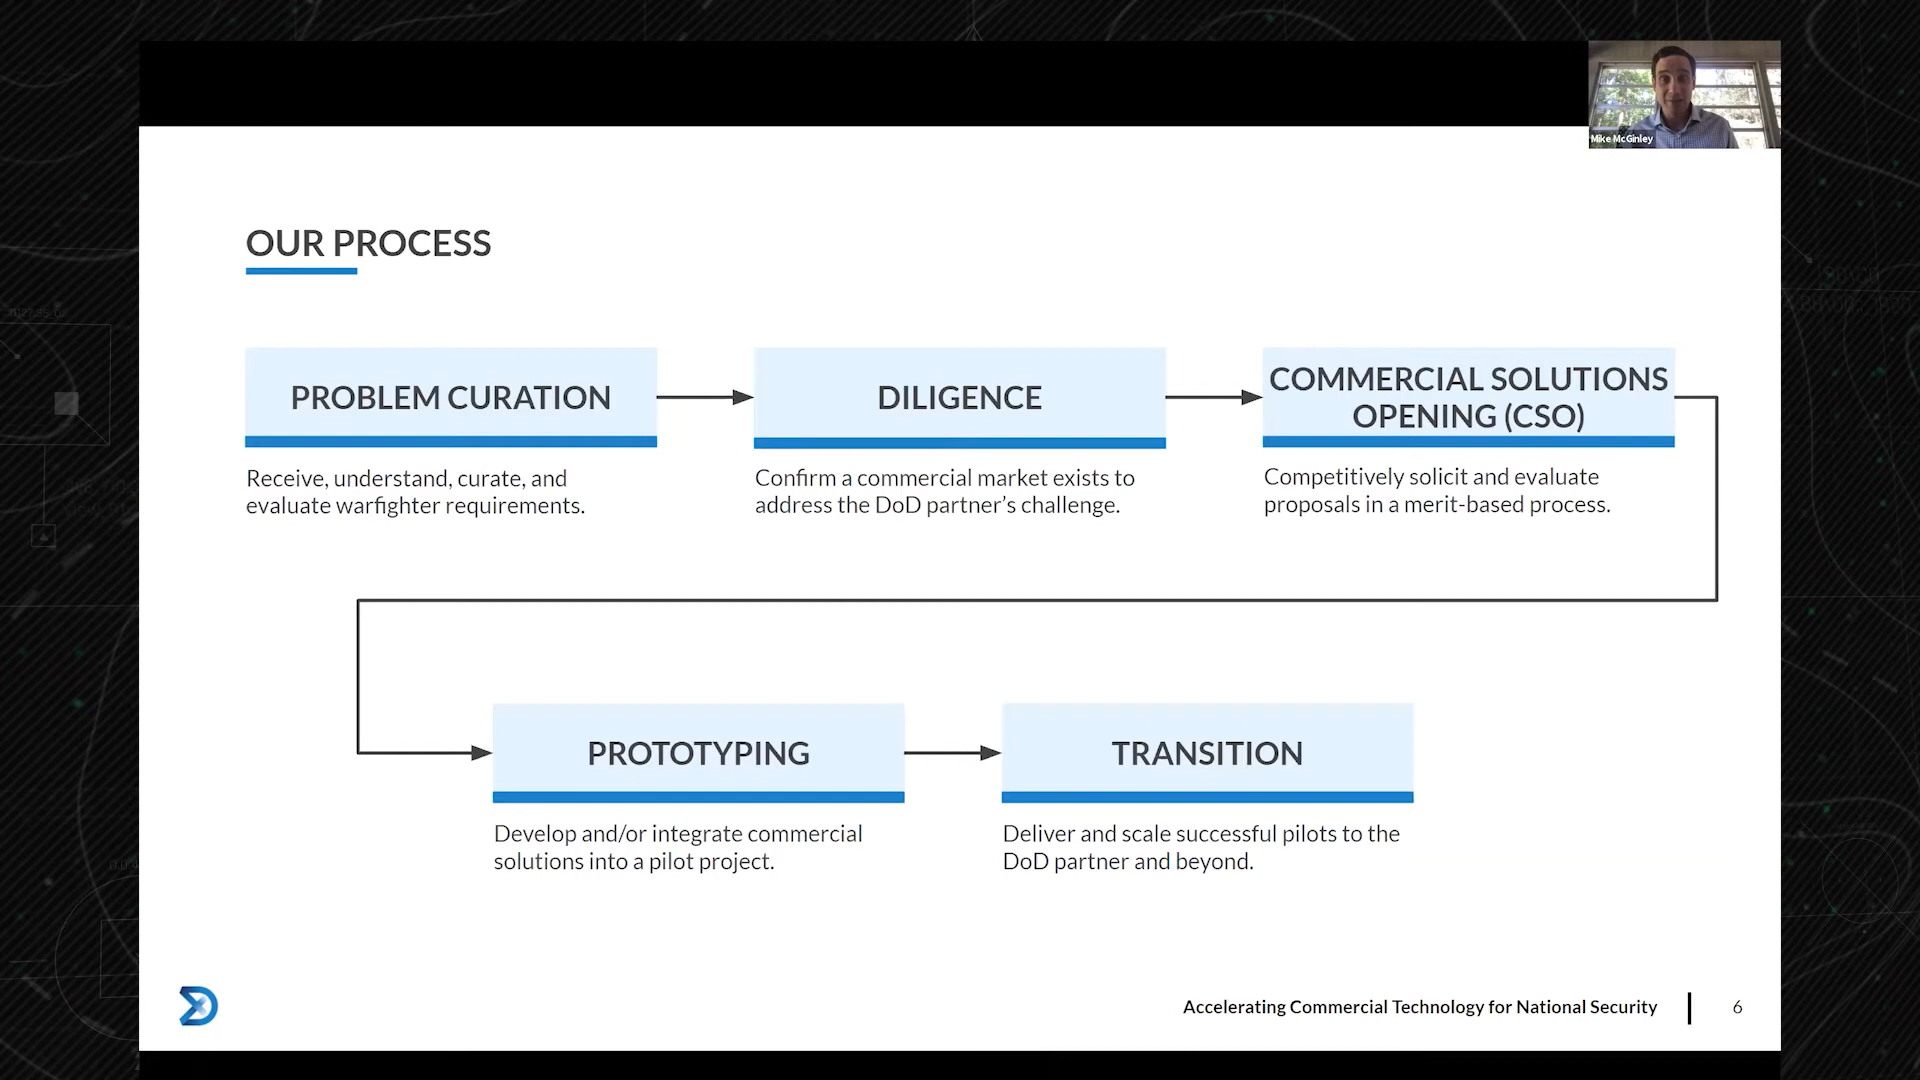 Mike McGinley
OUR PROCESS
PROBLEM CURATION
Receive, understand, curate, and
evaluate warfighter requirements.
DILIGENCE
Confirm a commercial market exists to
address the DoD partner's challenge.
COMMERCIAL SOLUTIONS
OPENING (CSO)
Competitively solicit and evaluate
proposals in a merit-based process.
PROTOTYPING
Develop and/or integrate commercial
solutions into a pilot project.
TRANSITION
Deliver and scale successful pilots to the
DoD partner and beyond.
Accelerating Commercial Technology for National Security
6